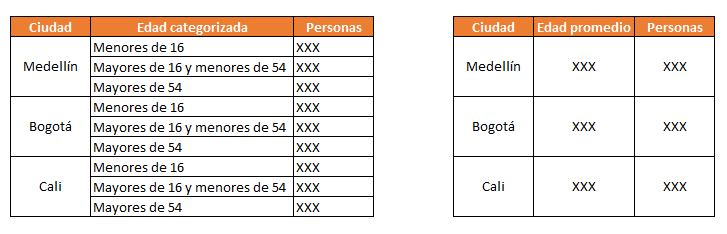 Ciudad Edad categorizada Personas
Medellín
Menores de 16 XXX
Mayores de 16 y menores de 54 XXX
Mayores de 54 XXX
Bogotá
Menores de 16 XXX
Mayores de 16 y menores de 54 XXX
Mayores de 54 XXX
Cali
Menores de 16 XXX
Mayores de 16 y menores de 54 XXX
Mayores de 54 XXX
Ciudad Edad promedio Personas
Medellín XXX XXX
Bogotá XXX XXX
Cali XXX XXX